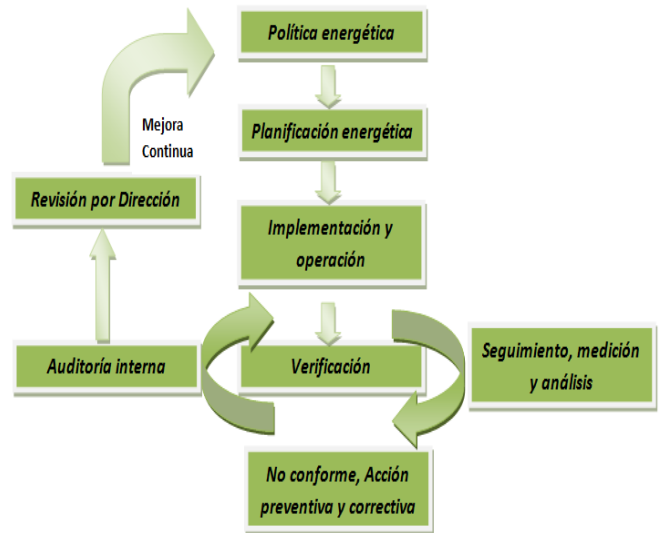 Política energética
Planificación energética
Mejora
Continua
Revisión por Dirección
Implementación y
operación
Auditoría interna
Verificación
Seguimiento, medición
y análisis
No conforme, Acción
preventiva y correctiva